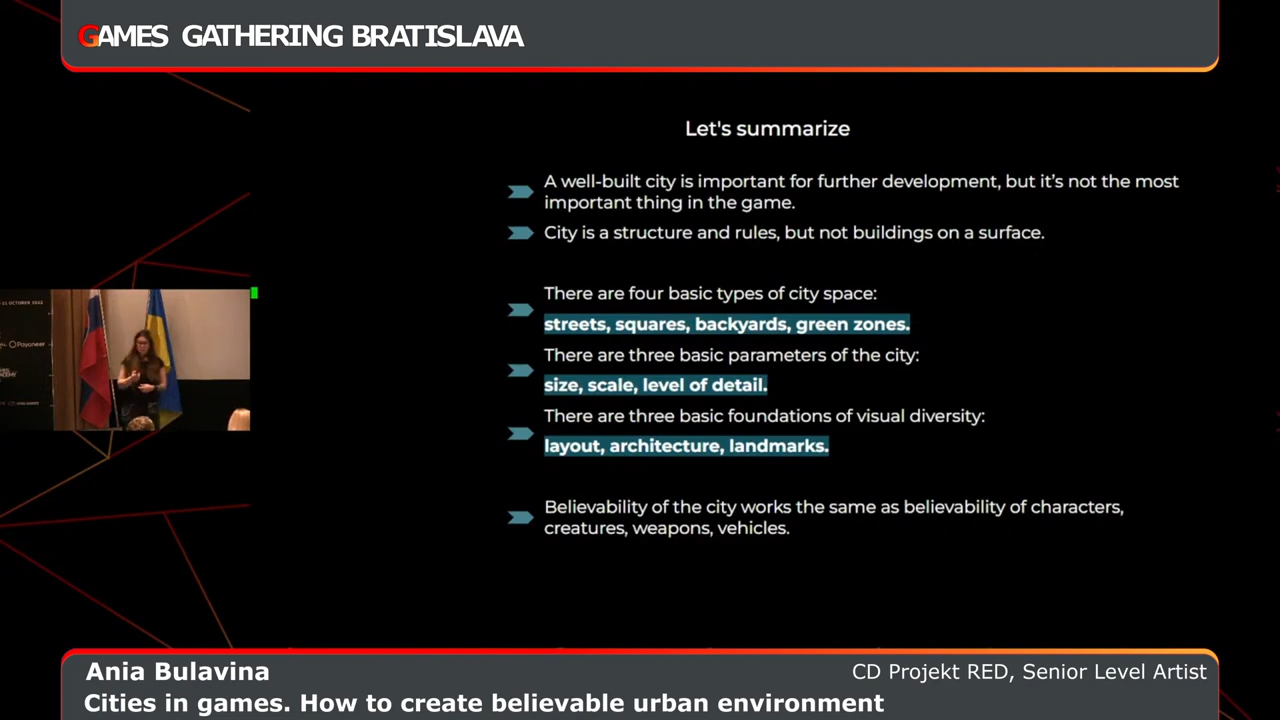 GAMES GATHERING BRATISLAVA
Let's summarize
A well-built city is important for further development, but it's not the most
important thing in the game.
City is a structure and rules, but not buildings on a surface.
There are four basic types of city space:
streets, squares, backyards, green zones.
There are three basic parameters of the city:
size, scale, level of detail.
There are three basic foundations of visual diversity:
layout, architecture, landmarks.
Believability of the city works the same as believability of characters,
creatures, weapons, vehicles.
Payoneer
Ania Bulavina
CD Projekt RED, Senior Level Artist
Cities in games. How to create believable urban environment